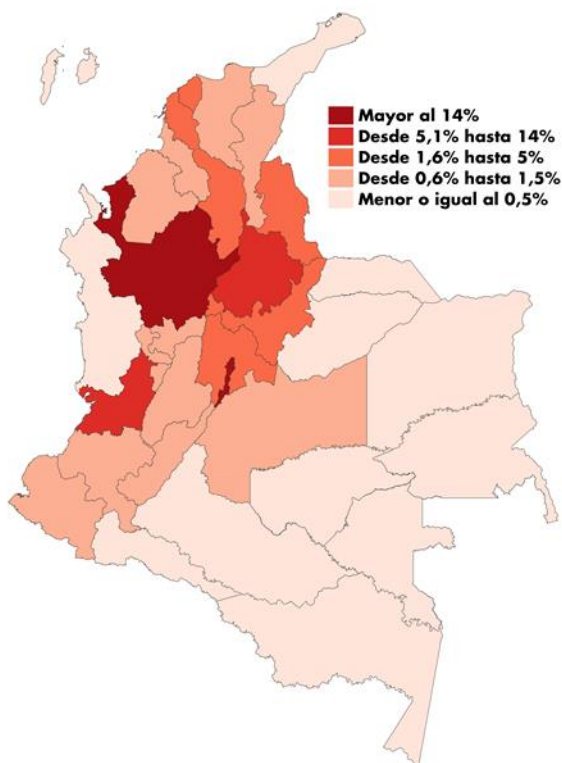 Mayor al 14%
Desde 5,1% hasta 14%
Desde 1,6% hasta 5%
Desde 0,6% hasta 1,5%
Menor o igual al 0,5%